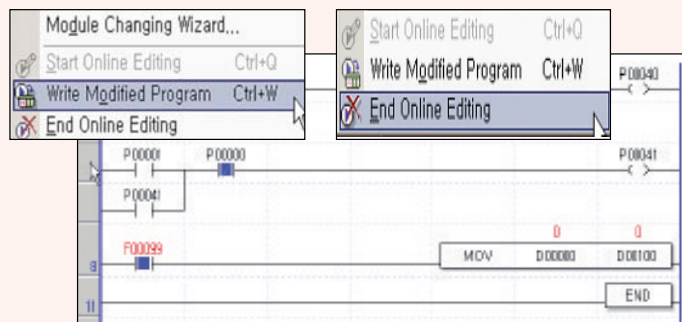 Module Changing Wizard...
Start Online Editing Ctrl+Q
Write Modified Program Ctrl+W
End Online Editing
Start Online Editing Ctrl+Q
Write Modified Program Ctrl+W
End Online Editing
P00040
P00001 P00000 P00041
P00041
0 0
F00099 MOV D00000 D00100
8
END
11